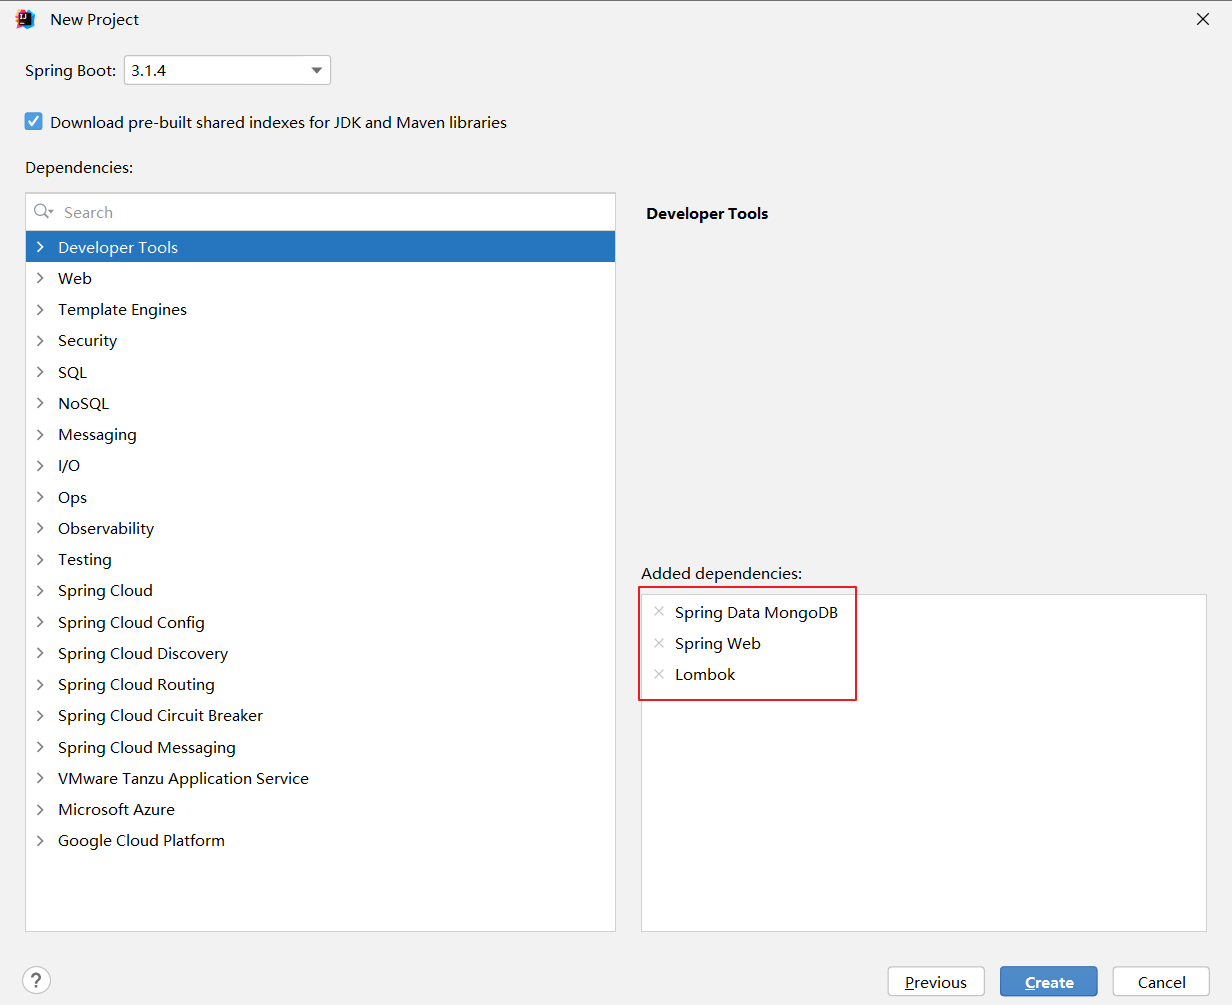 New Project
Spring Boot: 3.1.4
Download pre-built shared indexes for JDK and Maven libraries
Dependencies:
Search
Developer Tools
Developer Tools
Web
Template Engines
Security
SQL
NoSQL
Messaging
I/O
Ops
Observability
Testing
Spring Cloud
Spring Cloud Config
Spring Cloud Discovery
Spring Cloud Routing
Spring Cloud Circuit Breaker
Spring Cloud Messaging
VMware Tanzu Application Service
Microsoft Azure
Google Cloud Platform
Added dependencies:
Spring Data MongoDB
Spring Web
Lombok
?
Previous
Create
Cancel